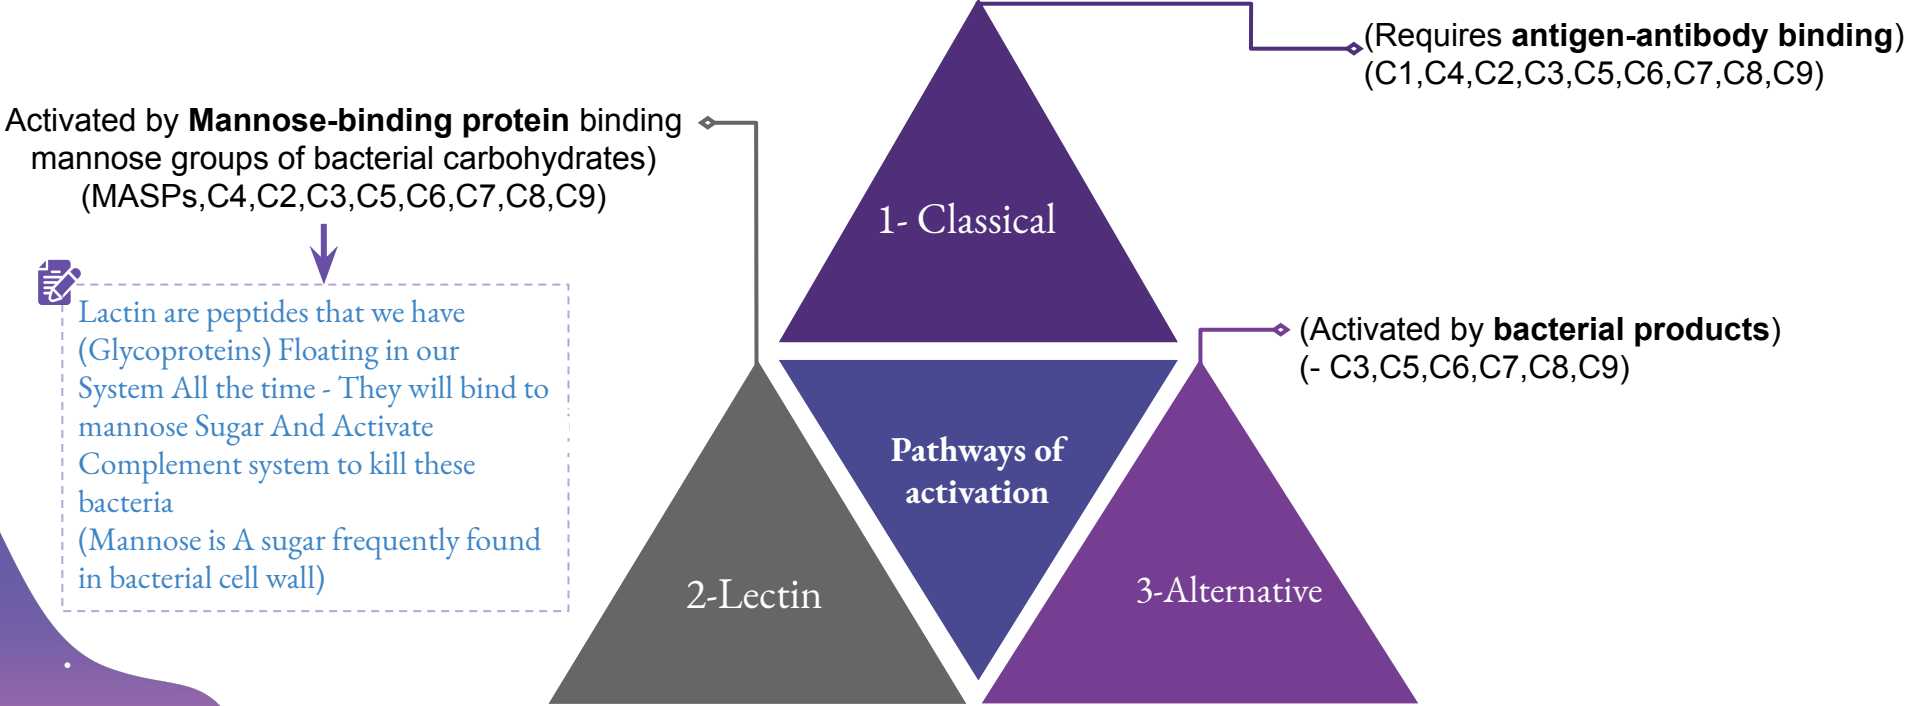 (Requires antigen-antibody binding)
(C1,C4,C2,C3,C5,C6,C7,C8,C9)
Activated by Mannose-binding protein binding
mannose groups of bacterial carbohydrates)
(MASPs,C4,C2,C3,C5,C6,C7,C8,C9)
1- Classical
Lactin are peptides that we have
(Glycoproteins) Floating in our
System All the time - They will bind to
mannose Sugar And Activate
Complement system to kill these
bacteria
(Mannose is A sugar frequently found
in bacterial cell wall)
(Activated by bacterial products)
(- C3,C5,C6,C7,C8,C9)
Pathways of
activation
2-Lectin
3-Alternative